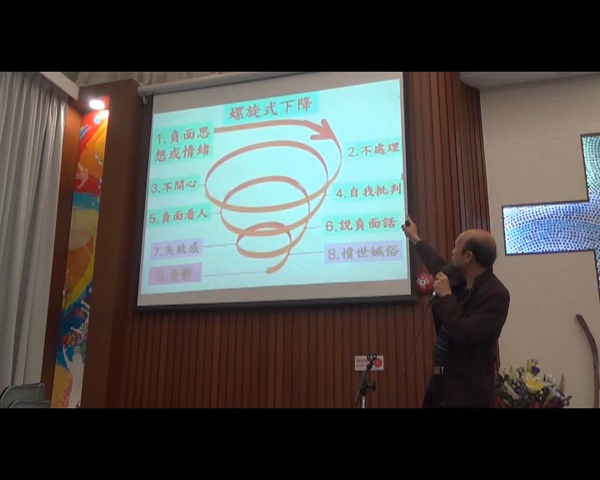 螺旋式下降
1.負面思
想或情緒
2.不處理
3.不開心
4.自我批判
5.負面看人
6.說負面話
7.失敗感
8.憤世嫉俗
9.憂鬱